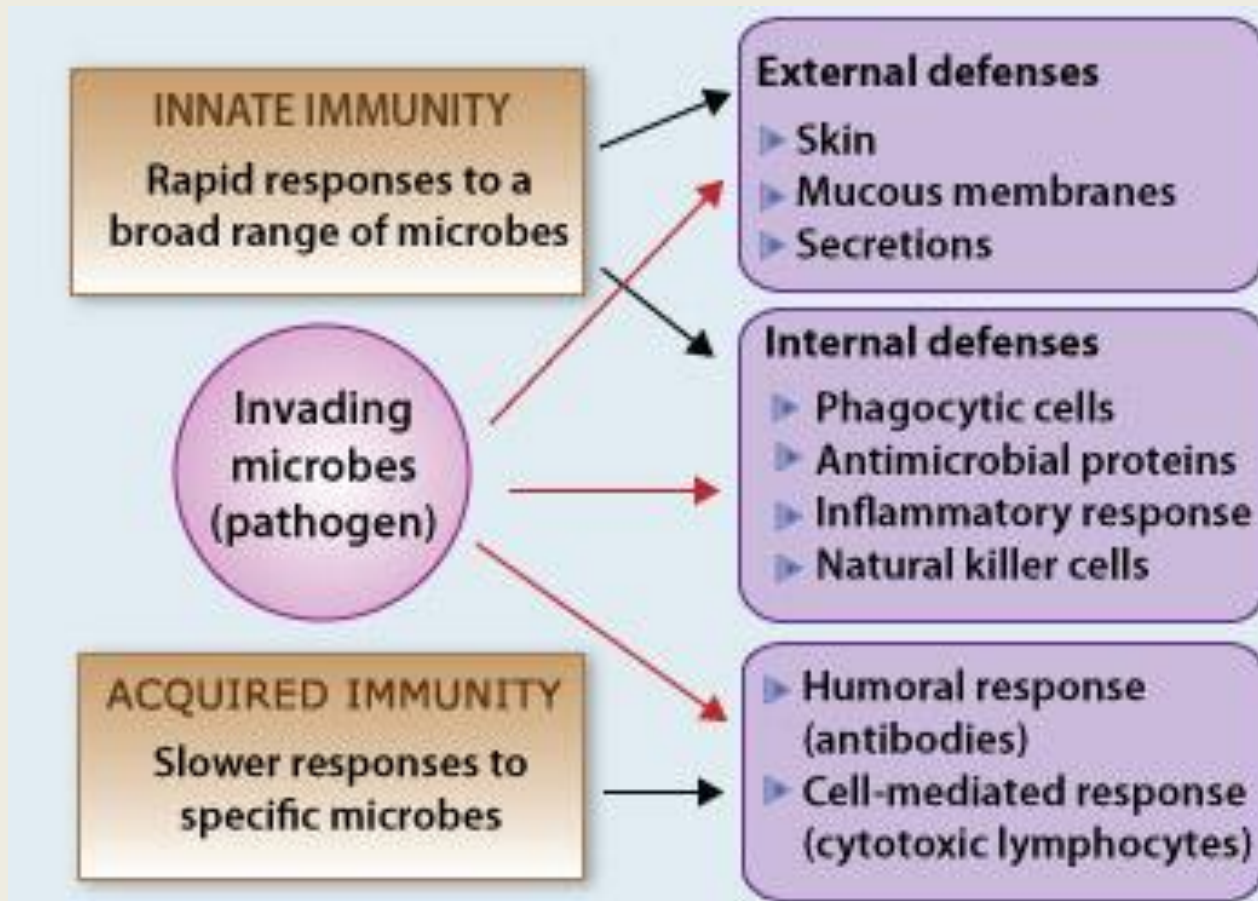 INNATE IMMUNITY
Rapid responses to a
broad range of microbes
Invading
microbes
(pathogen)
ACQUIRED IMMUNITY
Slower responses to
specific microbes
External defenses
Skin
Mucous membranes
Secretions
Internal defenses
Phagocytic cells
Antimicrobial proteins
Inflammatory response
Natural killer cells
Humoral response
(antibodies)
Cell-mediated response
(cytotoxic lymphocytes)